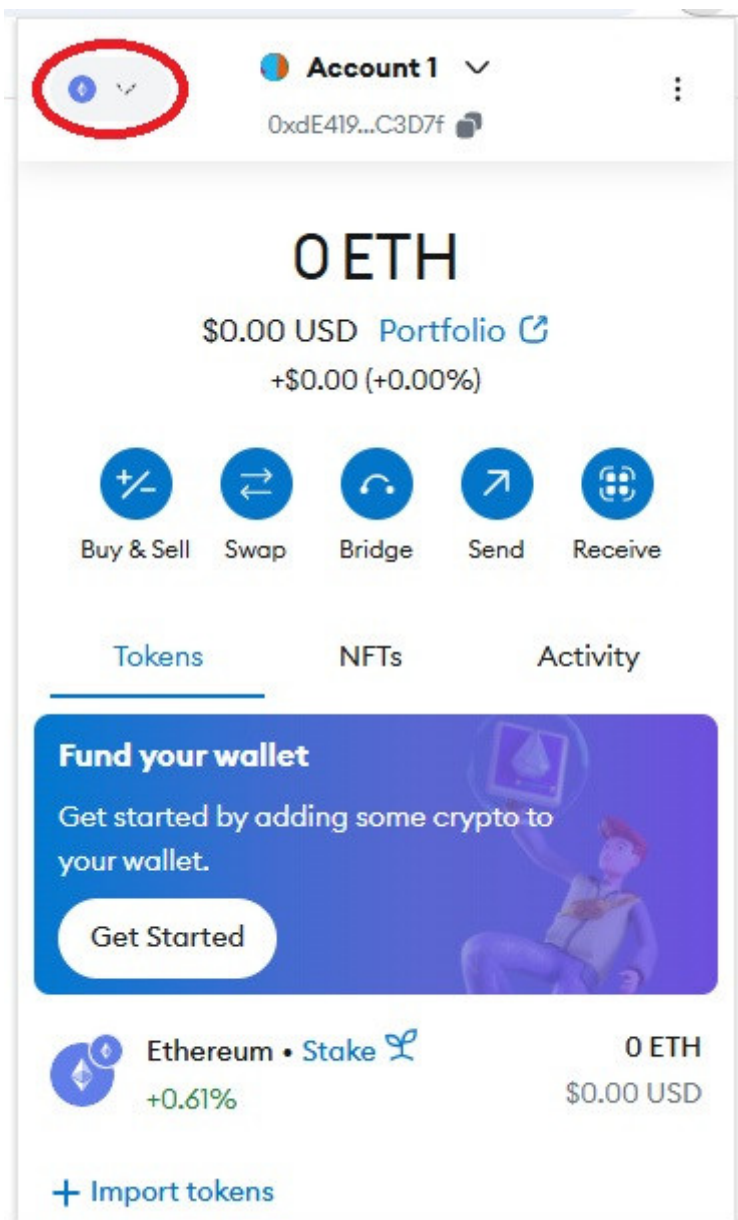 Account 1
0xdE419...C3D7f
0 ETH
$0.00 USD Portfolio
+$0.00 (+0.00%)
Buy & Sell Swap Bridge Send Receive
Tokens NFTs Activity
Fund your wallet
Get started by adding some crypto to
your wallet.
Get Started
Ethereum • Stake 0 ETH
+0.61% $0.00 USD
+ Import tokens